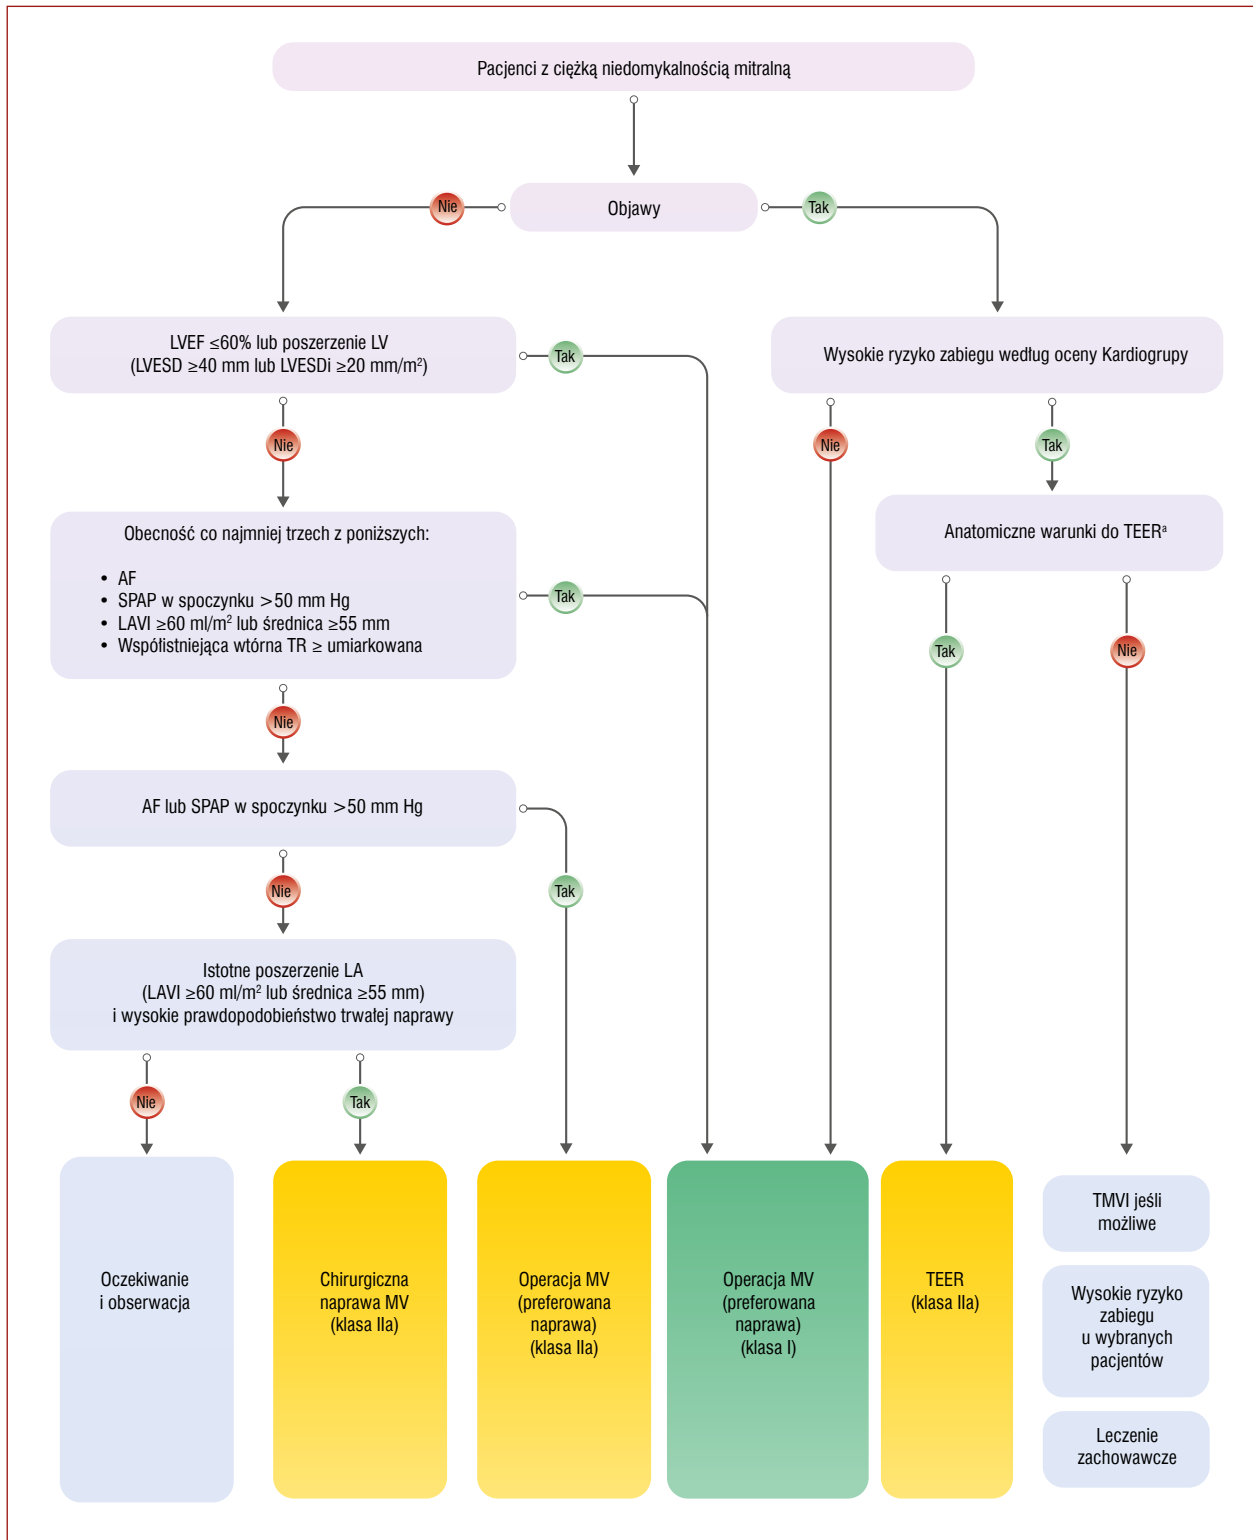 Pacjenci z ciężką niedomykalnością mitralną
Nie
Objawy
Tak
LVEF ≤60% lub poszerzenie LV
(LVESD ≥40 mm lub LVESDi ≥20 mm/m²)
Tak
Wysokie ryzyko zabiegu według oceny Kardiogrupy
Nie
Nie
Tak
Obecność co najmniej trzech z poniższych:
• AF
• SPAP w spoczynku >50 mm Hg
• LAVI ≥60 ml/m² lub średnica ≥55 mm
• Współistniejąca wtórna TR ≥ umiarkowana
Tak
Anatomiczne warunki do TEERᵃ
Tak
Nie
Nie
AF lub SPAP w spoczynku >50 mm Hg
Nie
Tak
Istotne poszerzenie LA
(LAVI ≥60 ml/m² lub średnica ≥55 mm)
i wysokie prawdopodobieństwo trwałej naprawy
Nie
Tak
Oczekiwanie
i obserwacja
Chirurgiczna
naprawa MV
(klasa IIa)
Operacja MV
(preferowana
naprawa)
(klasa IIa)
Operacja MV
(preferowana
naprawa)
(klasa I)
TEER
(klasa IIa)
TMVI jeśli
możliwe
Wysokie ryzyko
zabiegu
u wybranych
pacjentów
Leczenie
zachowawcze